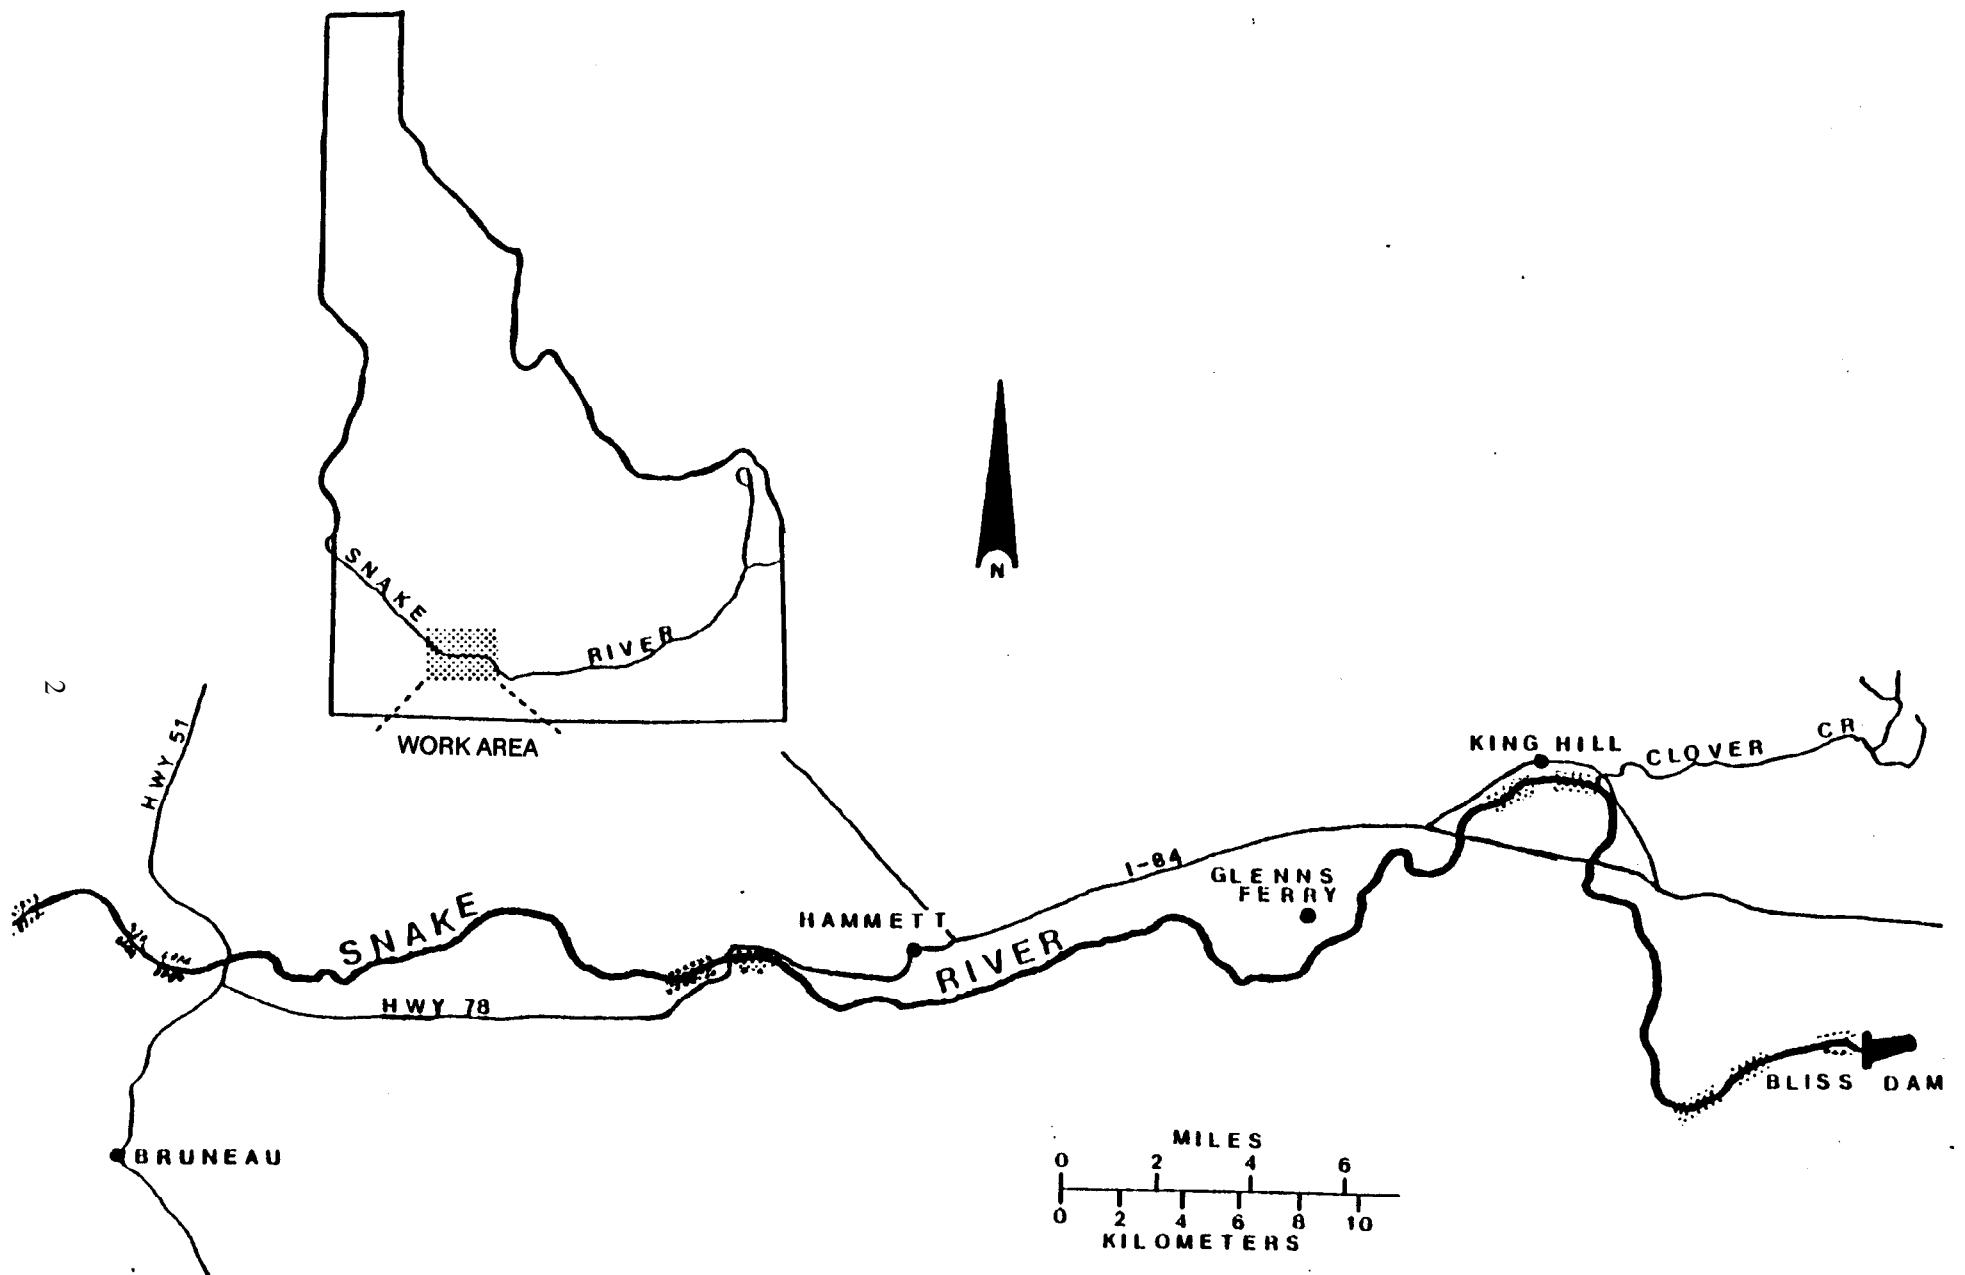 SNAKE
RIVER
WORK AREA
N
2
HWY 51
KING HILL
CLOVER CR
I-84
GLENNS
FERRY
HAMMETT
SNAKE
RIVER
HWY 78
BLISS DAM
BRUNEAU
MILES
0 2 4 6
0 2 4 6 8 10
KILOMETERS